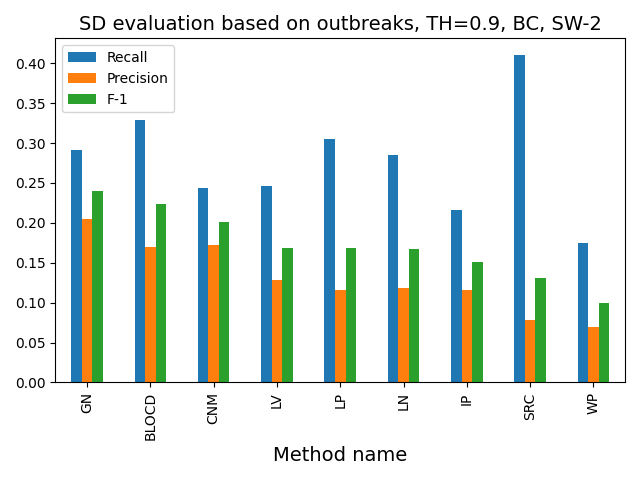 SD evaluation based on outbreaks, TH=0.9, BC, SW-2
Recall
Precision
F-1
0.40
0.35
0.30
0.25
0.20
0.15
0.10
0.05
0.00
GN
BLOCD
CNM
LV
LP
LN
IP
SRC
WP
Method name